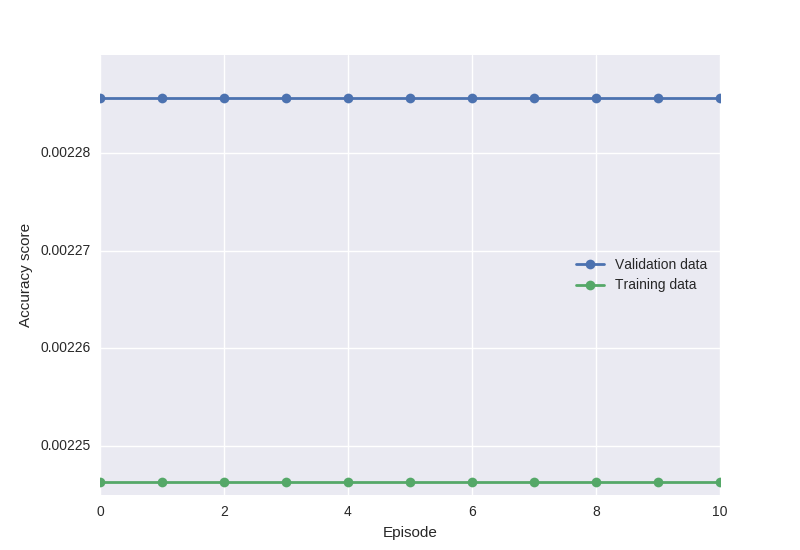 0.00228
0.00227
0.00226
0.00225
Accuracy score
Validation data
Training data
0 2 4 6 8 10
Episode